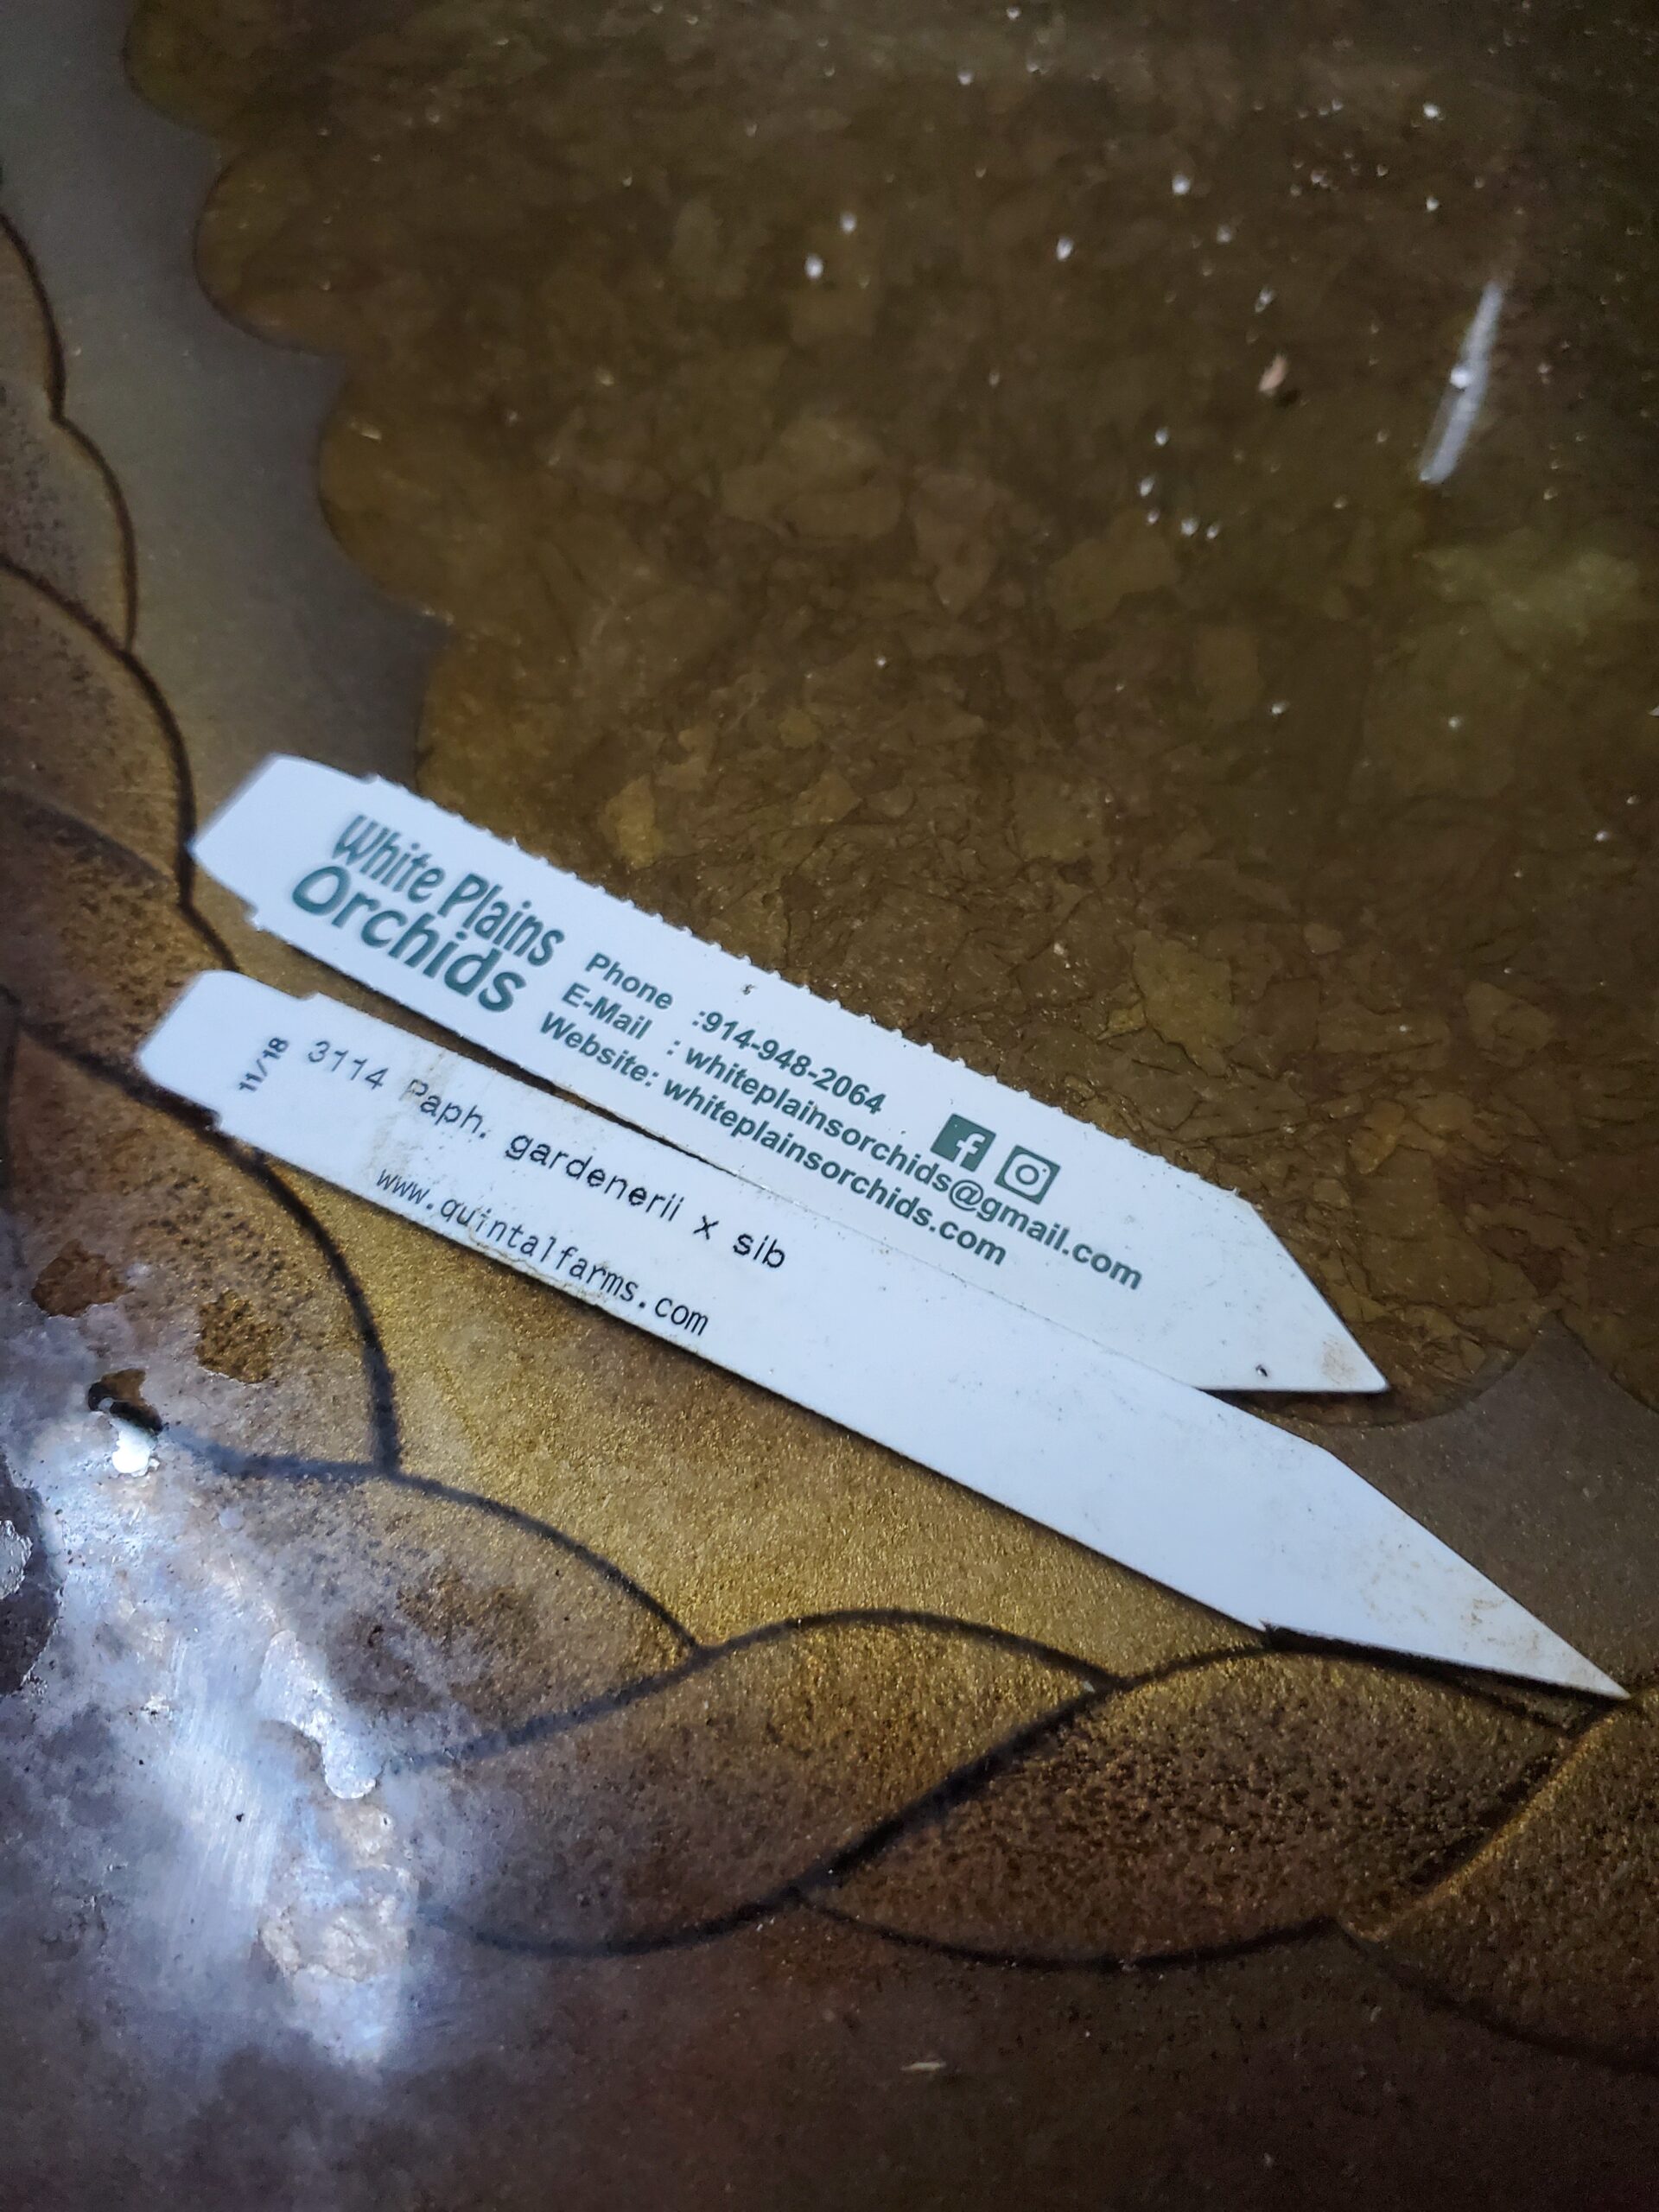 White Plains
Orchids
Phone :914-948-2064
E-Mail : whiteplainsorchids@gmail.com
Website: whiteplainsorchids.com
11/18
3114 Paph. gardenerii x sib
www.quintalfarms.com